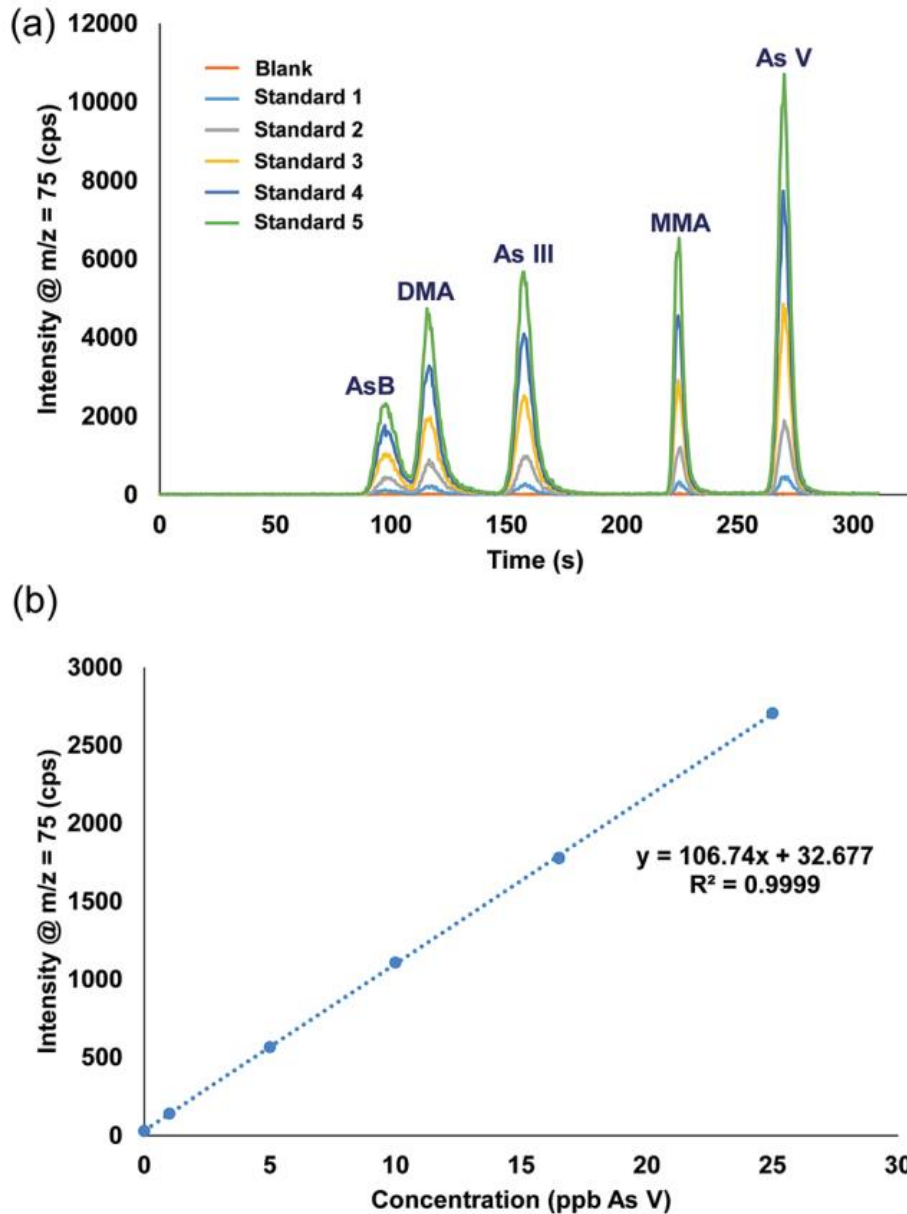 (a)
12000
10000
8000
6000
4000
2000
0
Intensity @ m/z = 75 (cps)
Blank
Standard 1
Standard 2
Standard 3
Standard 4
Standard 5
AsB
DMA
As III
MMA
As V
0 50 100 150 200 250 300
Time (s)
(b)
3000
2500
2000
1500
1000
500
0
Intensity @ m/z = 75 (cps)
y = 106.74x + 32.677
R² = 0.9999
0 5 10 15 20 25 30
Concentration (ppb As V)